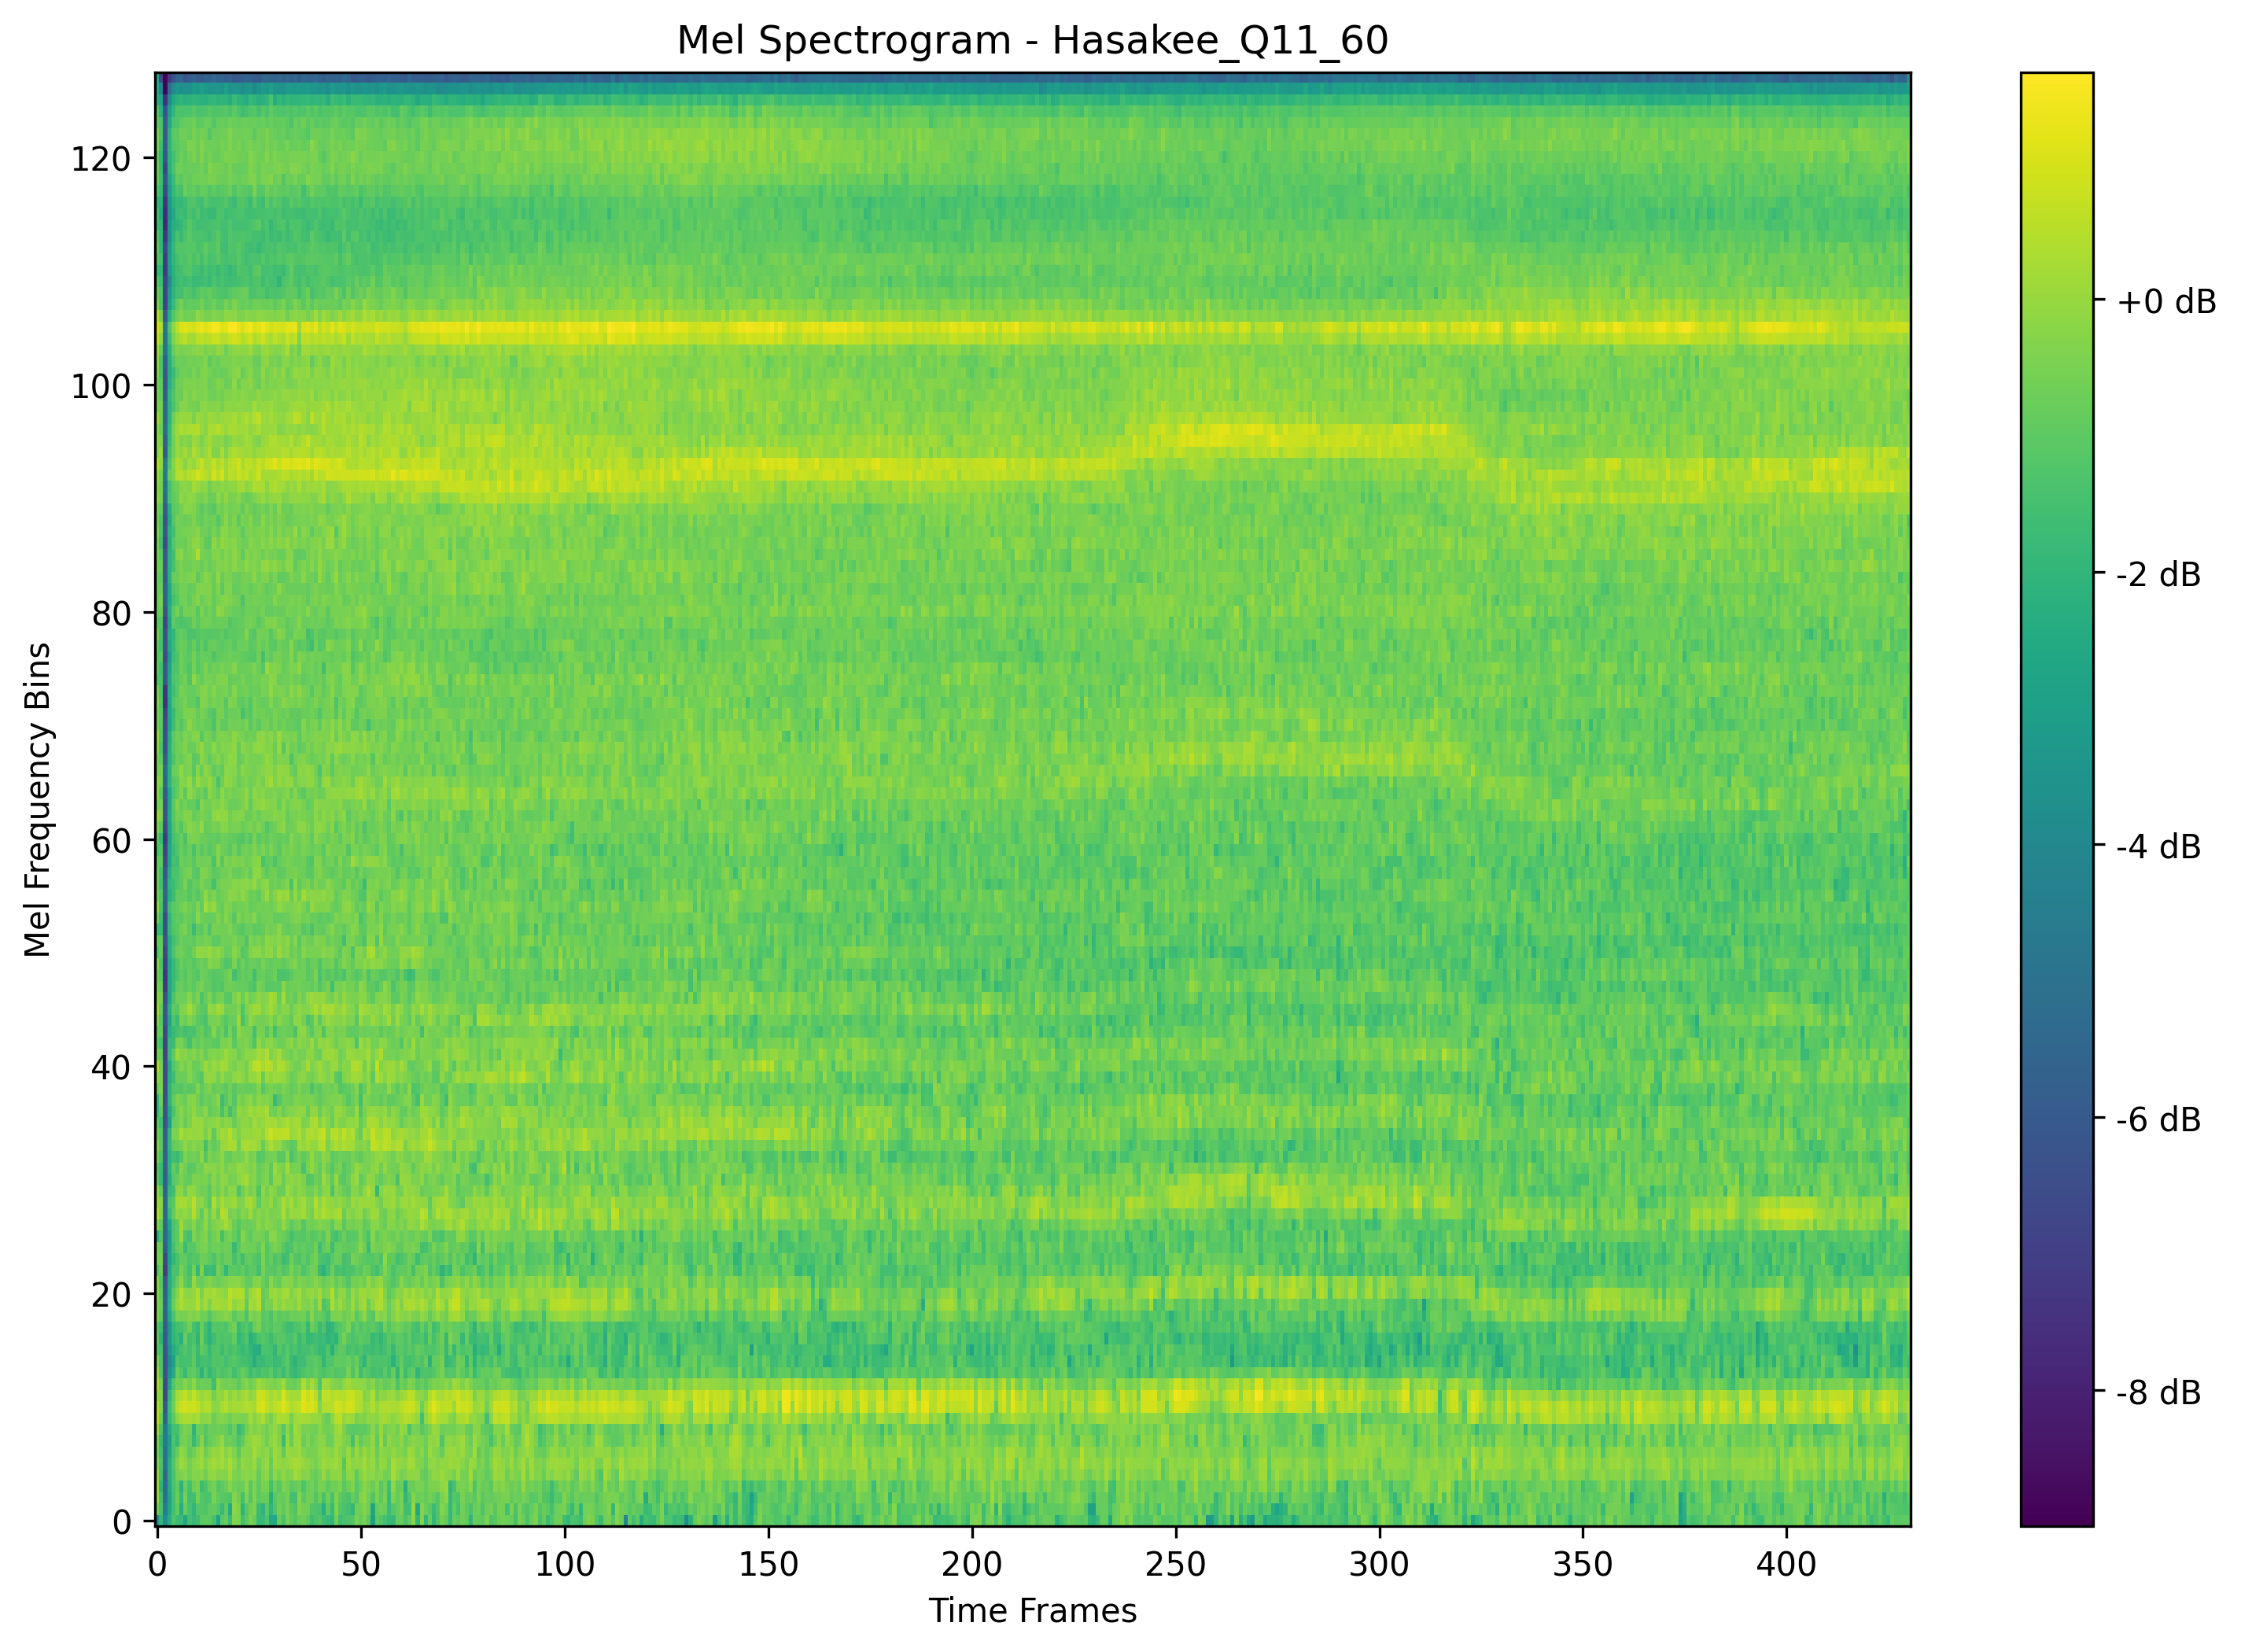 Mel Spectrogram - Hasakee_Q11_60
Mel Frequency Bins
120
100
80
60
40
20
0
0 50 100 150 200 250 300 350 400
Time Frames
+0 dB
-2 dB
-4 dB
-6 dB
-8 dB